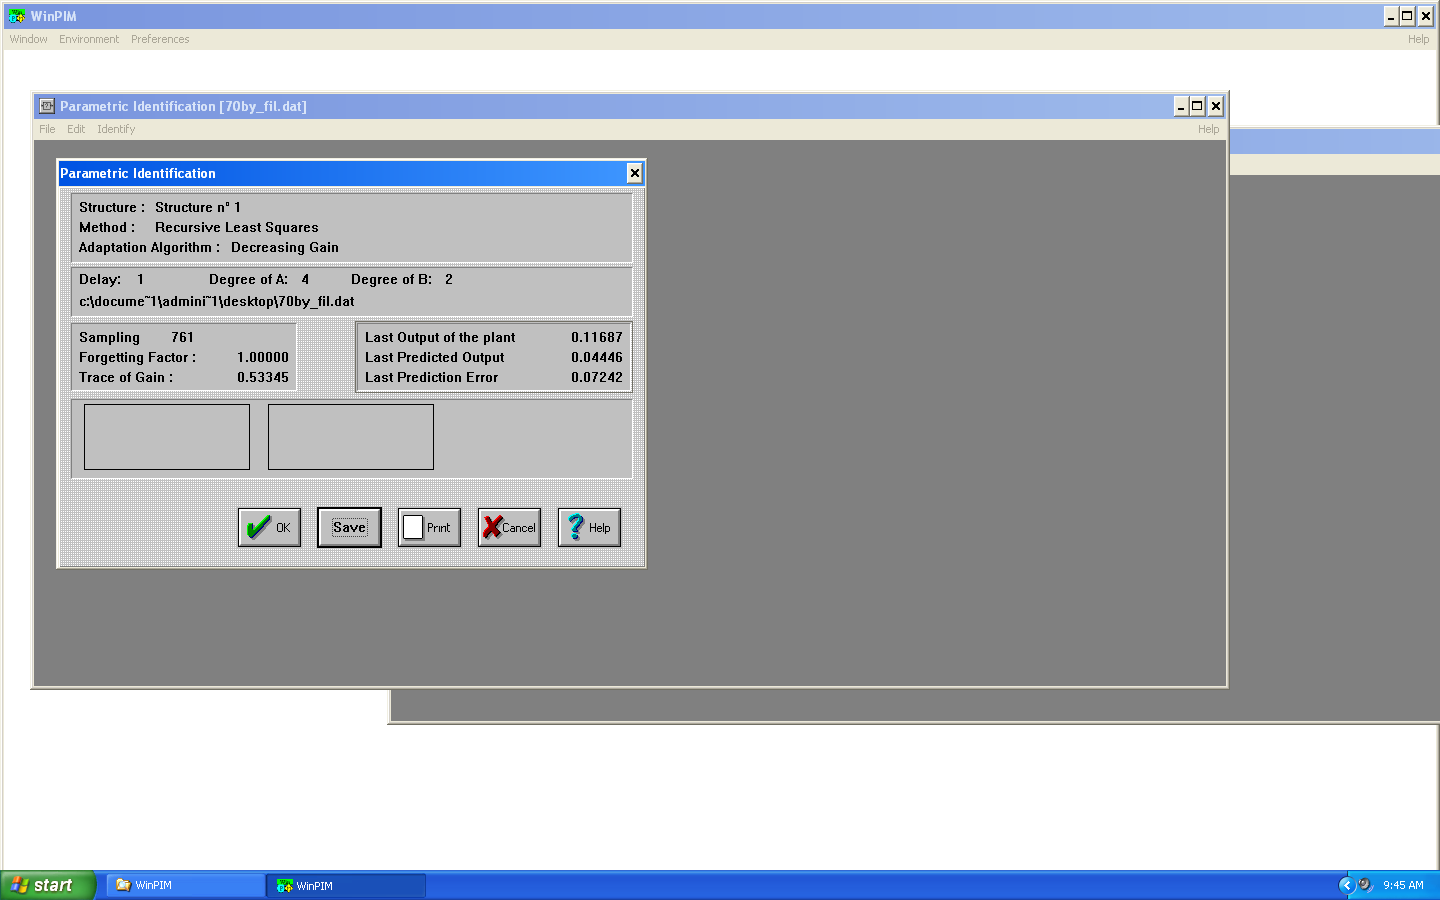 WinPIM
Window Environment Preferences Help
Parametric Identification [70by_fil.dat]
File Edit Identify Help
Parametric Identification
Structure : Structure n° 1
Method : Recursive Least Squares
Adaptation Algorithm : Decreasing Gain
Delay: 1 Degree of A: 4 Degree of B: 2
c:\docume~1\admini~1\desktop\70by_fil.dat
Sampling 761
Forgetting Factor : 1.00000
Trace of Gain : 0.53345
Last Output of the plant 0.11687
Last Predicted Output 0.04446
Last Prediction Error 0.07242
OK Save Print Cancel Help
start WinPIM WinPIM 9:45 AM